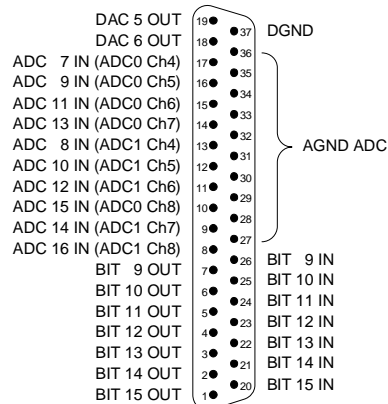 DAC 5 OUT 19 37 DGND
DAC 6 OUT 18 36
ADC 7 IN (ADC0 Ch4) 17 35
ADC 9 IN (ADC0 Ch5) 16 34
ADC 11 IN (ADC0 Ch6) 15 33
ADC 13 IN (ADC0 Ch7) 14 32
ADC 8 IN (ADC1 Ch4) 13 31 AGND ADC
ADC 10 IN (ADC1 Ch5) 12 30
ADC 12 IN (ADC1 Ch6) 11 29
ADC 15 IN (ADC0 Ch8) 10 28
ADC 14 IN (ADC1 Ch7) 9 27
ADC 16 IN (ADC1 Ch8) 8 26 BIT 9 IN
BIT 9 OUT 7 25 BIT 10 IN
BIT 10 OUT 6 24 BIT 11 IN
BIT 11 OUT 5 23 BIT 12 IN
BIT 12 OUT 4 22 BIT 13 IN
BIT 13 OUT 3 21 BIT 14 IN
BIT 14 OUT 2 20 BIT 15 IN
BIT 15 OUT 1